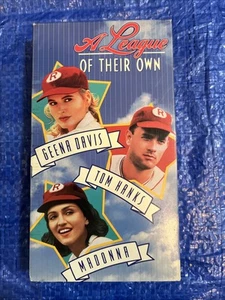 A League
OF THEIR OWN
R
GEENA DAVIS
R
TOM HANKS
R
MADONNA